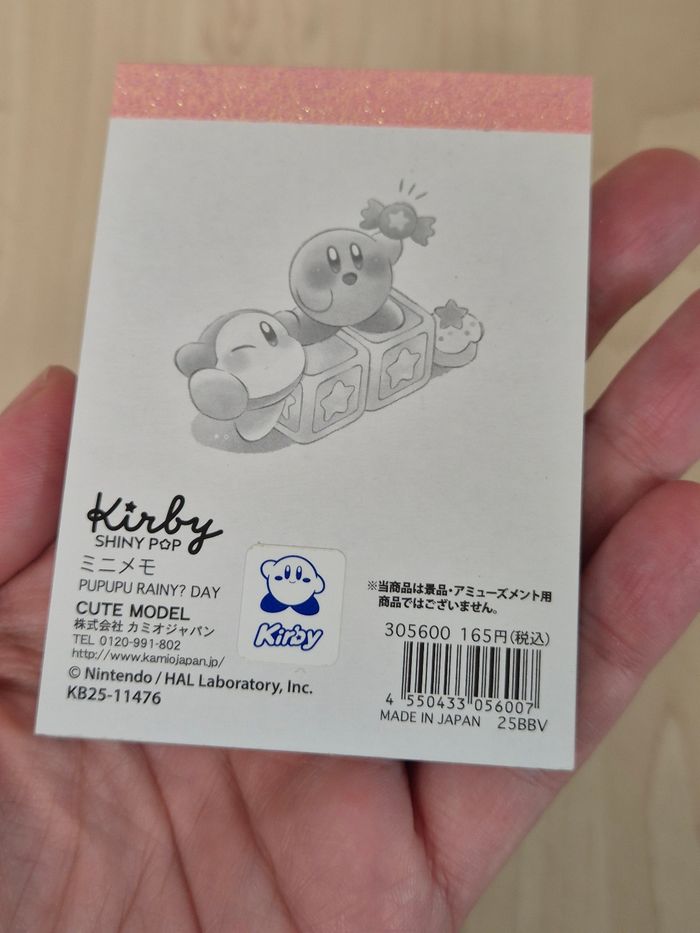 Kirby
SHINY POP
ミニメモ
PUPUPU RAINY? DAY
CUTE MODEL
株式会社 カミオジャパン
TEL 0120-991-802
http://www.kamiojapan.jp/
© Nintendo / HAL Laboratory, Inc.
KB25-11476
Kirby
※当商品は景品・アミューズメント用
商品ではございません。
305600 165円(税込)
4 550433 056007
MADE IN JAPAN 25BBV